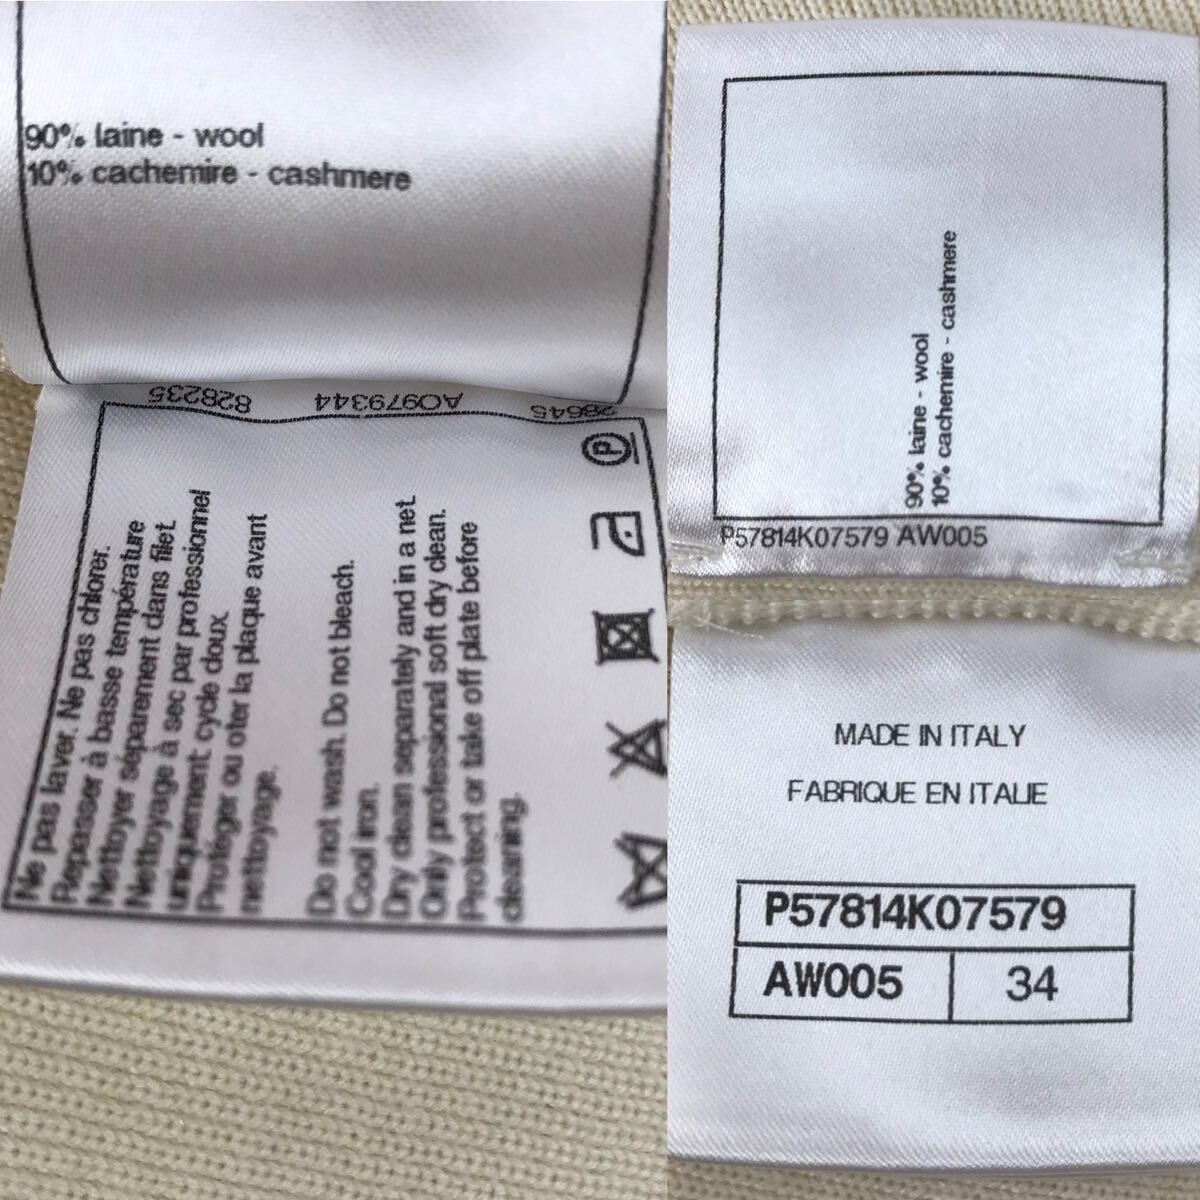 90% laine - wool
10% cachemire - cashmere
828235
AO979344
28645
Ne pas laver. Ne pas chlorer.
Repasser à basse température
Nettoyer séparement dans filet.
Nettoyage à sec par professionnel
uniquement cycle doux.
Protéger ou oter la plaque avant
nettoyage.
Do not wash. Do not bleach.
Cool iron.
Dry clean separately and in a net.
Only professional soft dry clean.
Protect or take off plate before
cleaning.
P
90% laine - wool
10% cachemire - cashmere
P57814K07579 AW005
MADE IN ITALY
FABRIQUE EN ITALIE
P57814K07579
AW005 34